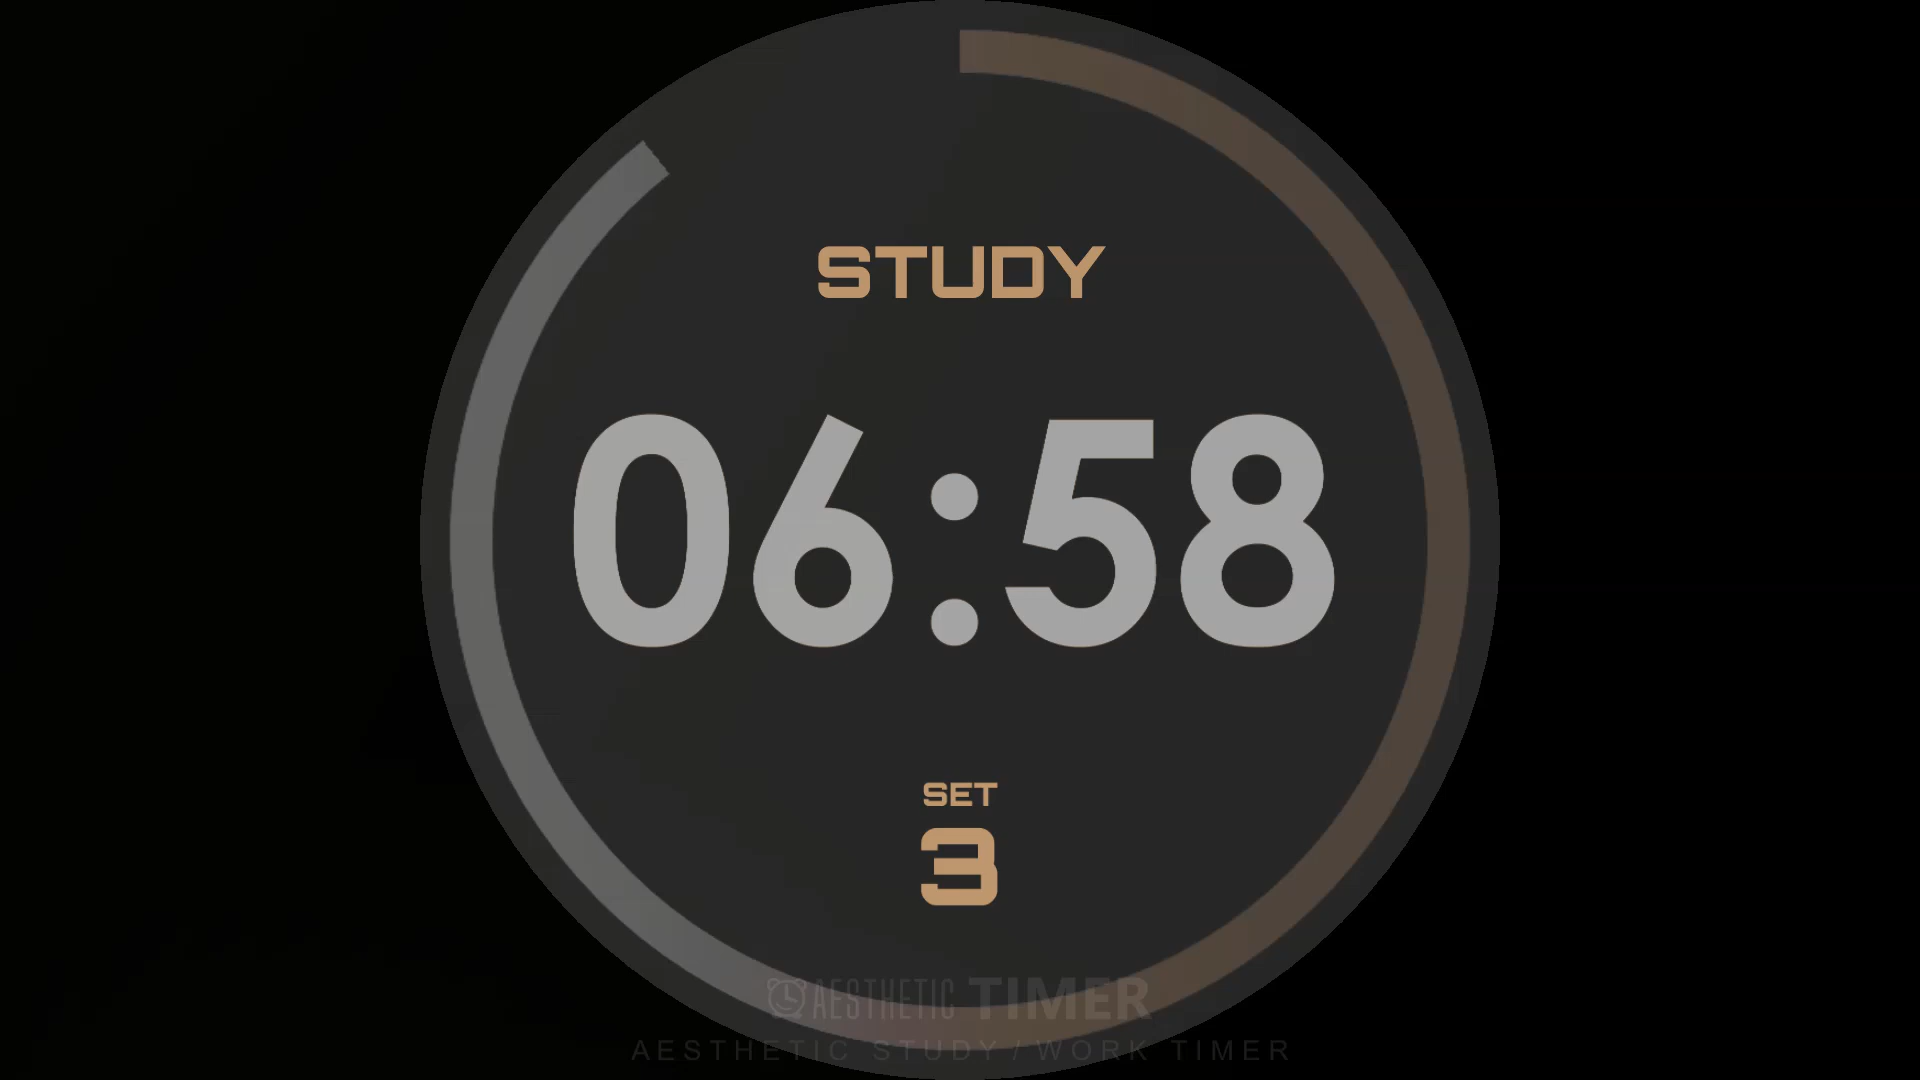 STUDY
06:58
SET
3
AESTHETIC TIMER
AESTHETIC STUDY / WORK TIMER